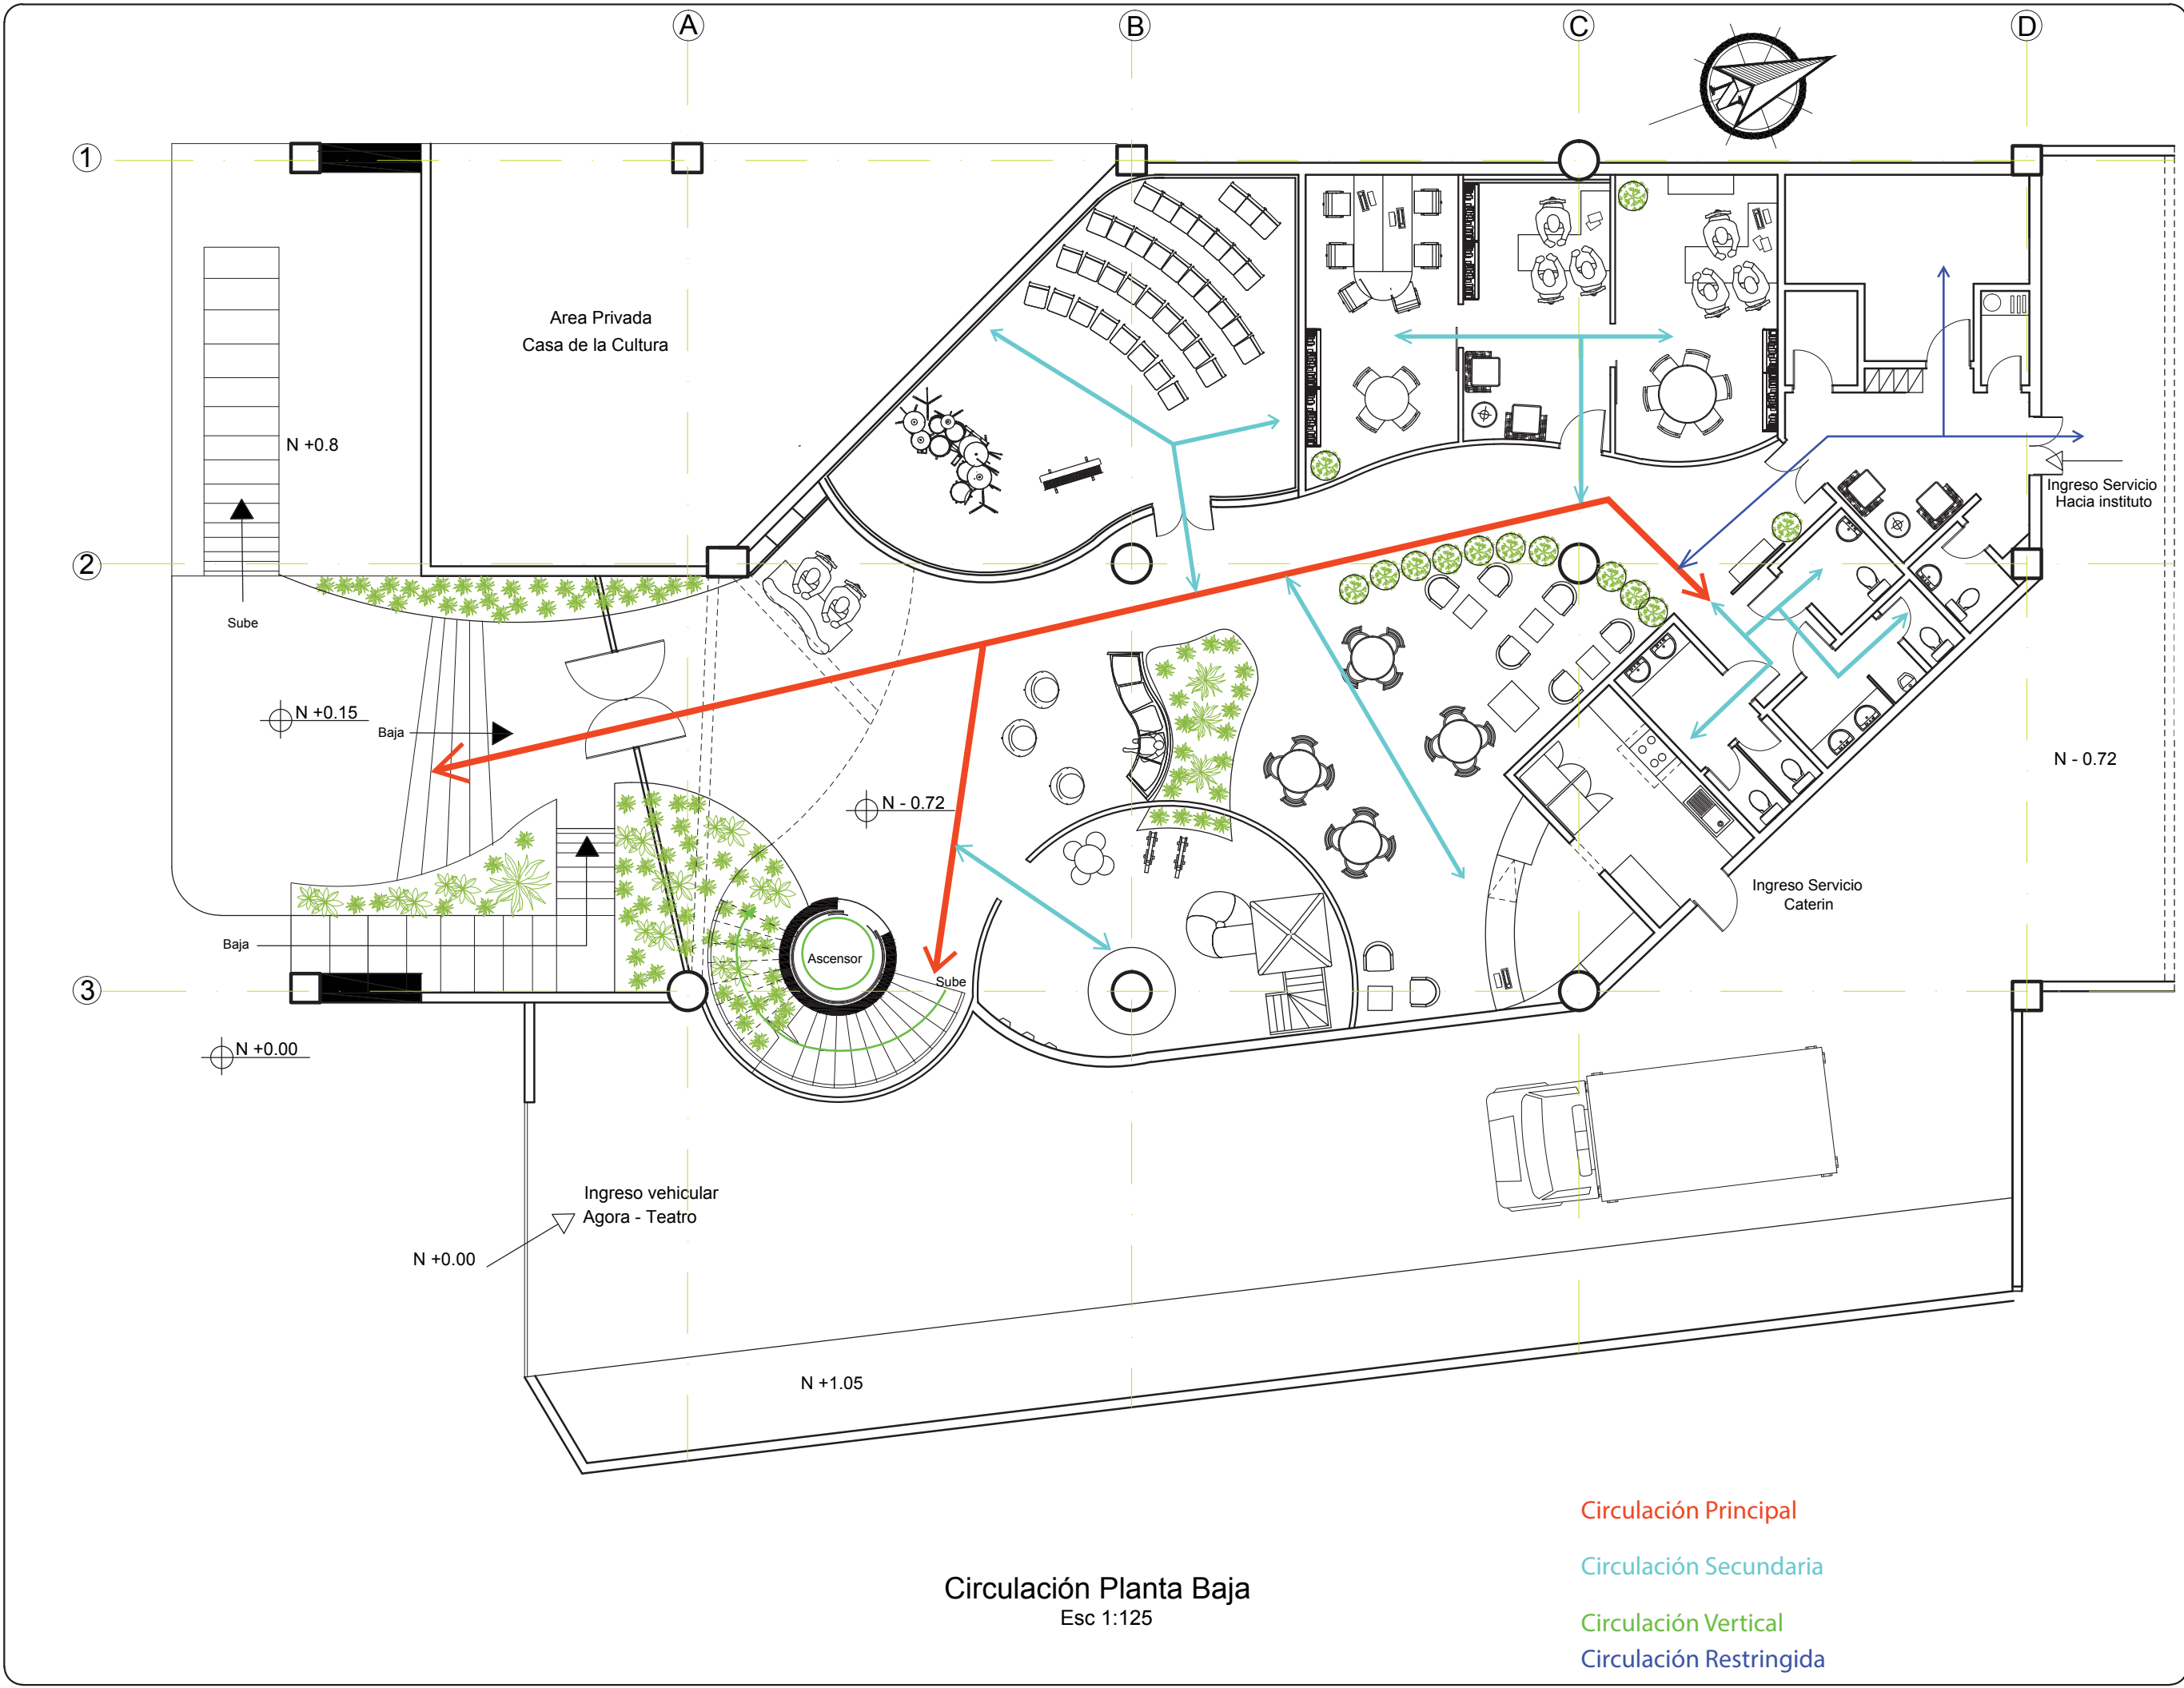 A
B
C
D
1
Area Privada
Casa de la Cultura
N +0.8
Ingreso Servicio
Hacia instituto
2
Sube
N +0.15
Baja
N - 0.72
N - 0.72
Ingreso Servicio
Caterin
Baja
Ascensor
Sube
3
N +0.00
Ingreso vehicular
Agora - Teatro
N +0.00
N +1.05
Circulación Planta Baja
Esc 1:125
Circulación Principal
Circulación Secundaria
Circulación Vertical
Circulación Restringida